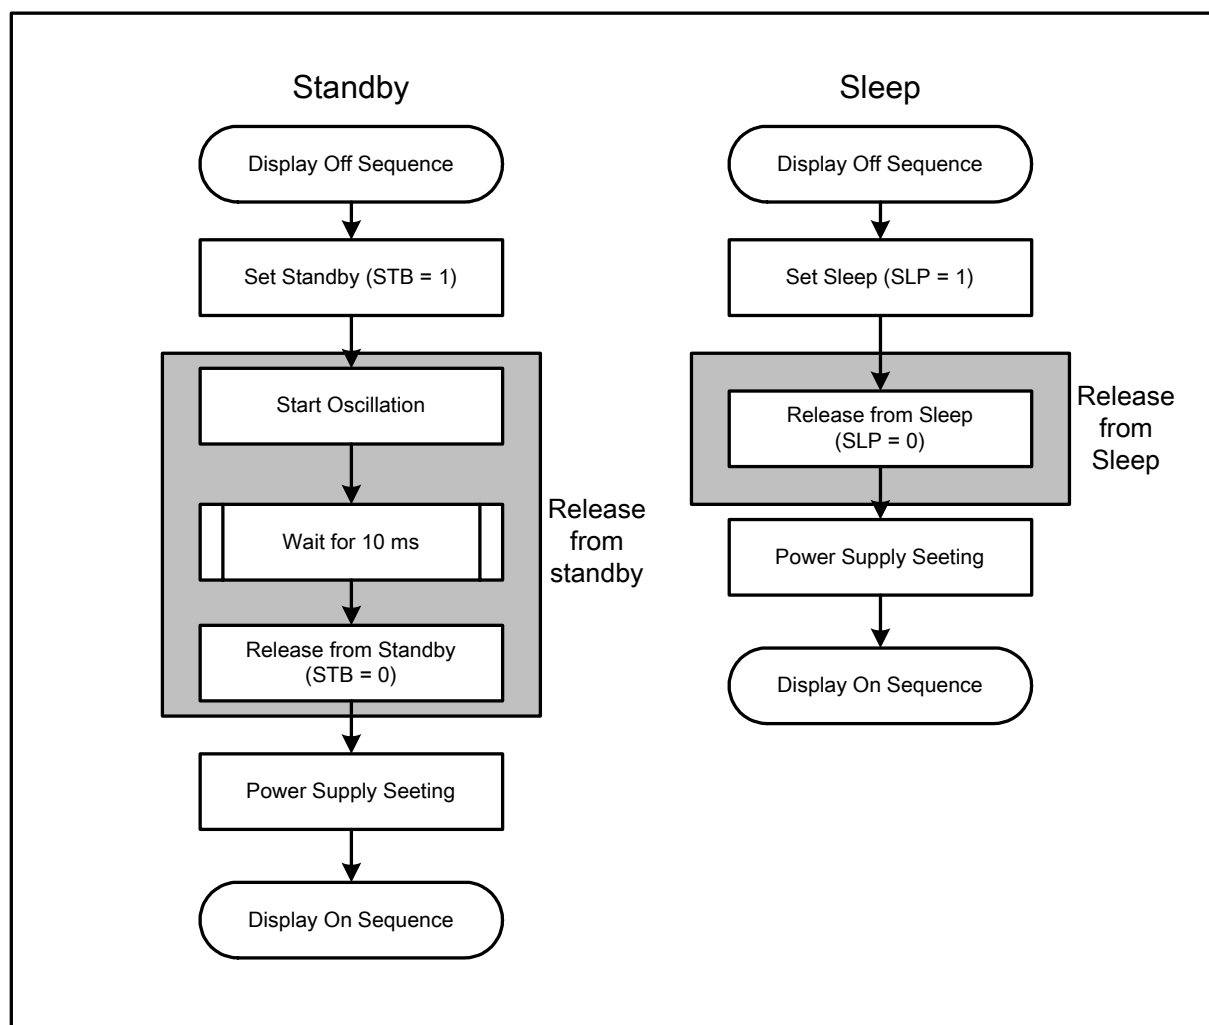 Standby
Display Off Sequence
Set Standby (STB = 1)
Start Oscillation
Wait for 10 ms
Release from Standby
(STB = 0)
Release
from
standby
Power Supply Seeting
Display On Sequence
Sleep
Display Off Sequence
Set Sleep (SLP = 1)
Release from Sleep
(SLP = 0)
Release
from
Sleep
Power Supply Seeting
Display On Sequence